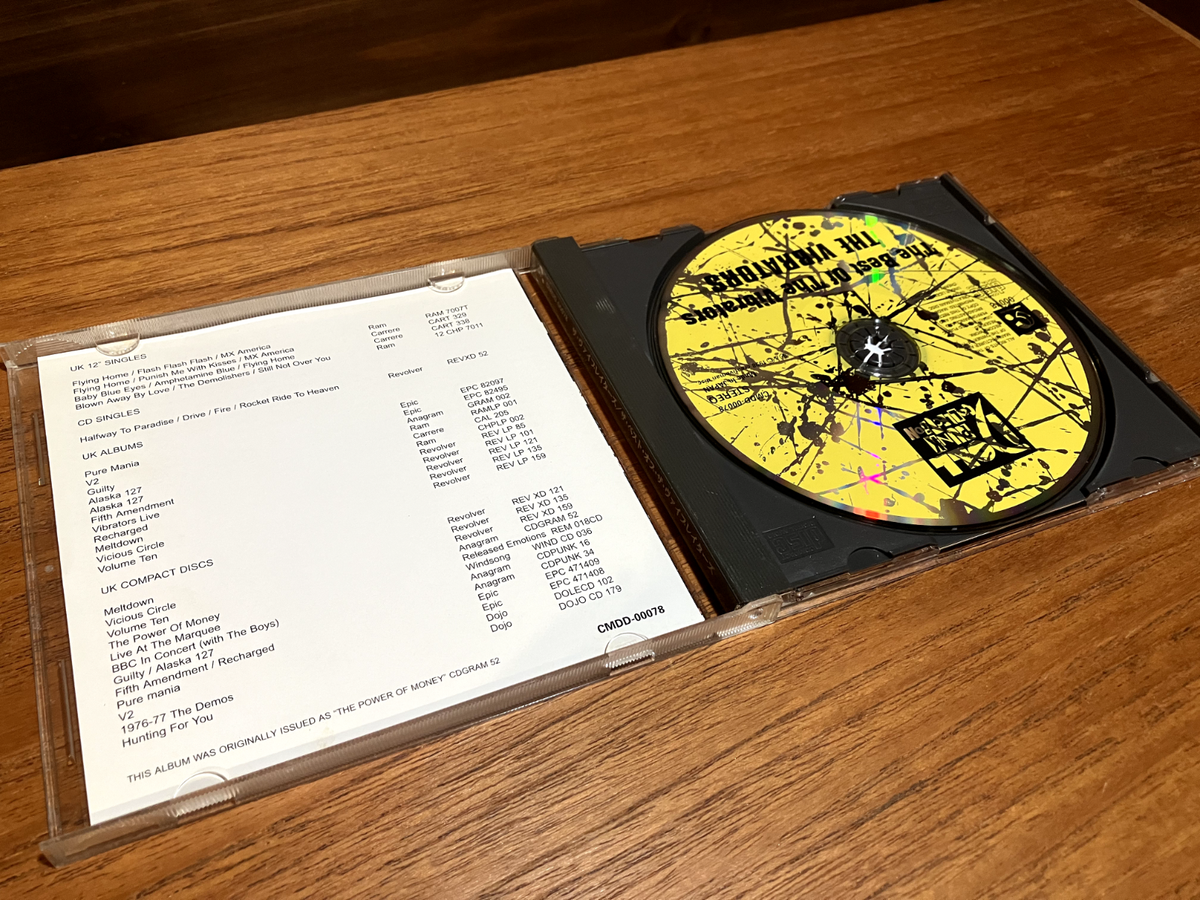 UK 12" SINGLES
Flying Home / Flash Flash Flash / MX America Ram RAM 7007T
Flying Home / Punish Me With Kisses / MX America Carrere CART 329
Baby Blue Eyes / Amphetamine Blue / Flying Home Carrere CART 338
Blown Away By Love / The Demolishers / Still Not Over You Ram 12 CHP 7011
CD SINGLES
Halfway To Paradise / Drive / Fire / Rocket Ride To Heaven Revolver REVXD 52
UK ALBUMS
Pure Mania Epic EPC 82097
V2 Epic EPC 82495
Guilty Anagram GRAM 002
Alaska 127 Ram RAMLP 001
Alaska 127 Carrere CAL 205
Fifth Amendment Ram CHPLP 002
Vibrators Live Revolver REV LP 85
Recharged Revolver REV LP 101
Meltdown Revolver REV LP 121
Vicious Circle Revolver REV LP 135
Volume Ten Revolver REV LP 159
UK COMPACT DISCS
Meltdown Revolver REV XD 121
Vicious Circle Revolver REV XD 135
Volume Ten Revolver REV XD 159
The Power Of Money Anagram CDGRAM 52
Live At The Marquee Released Emotions REM 018CD
BBC In Concert (with The Boys) Windsong WIND CD 036
Guilty / Alaska 127 Anagram CDPUNK 16
Fifth Amendment / Recharged Anagram CDPUNK 34
Pure mania Epic EPC 471409
V2 Epic EPC 471408
1976-77 The Demos Dojo DOLECD 102
Hunting For You Dojo DOJO CD 179
CMDD-00078
THIS ALBUM WAS ORIGINALLY ISSUED AS "THE POWER OF MONEY" CDGRAM 52
The Best Of The Vibrators
THE VIBRATORS
STEREO
CMDD-00078